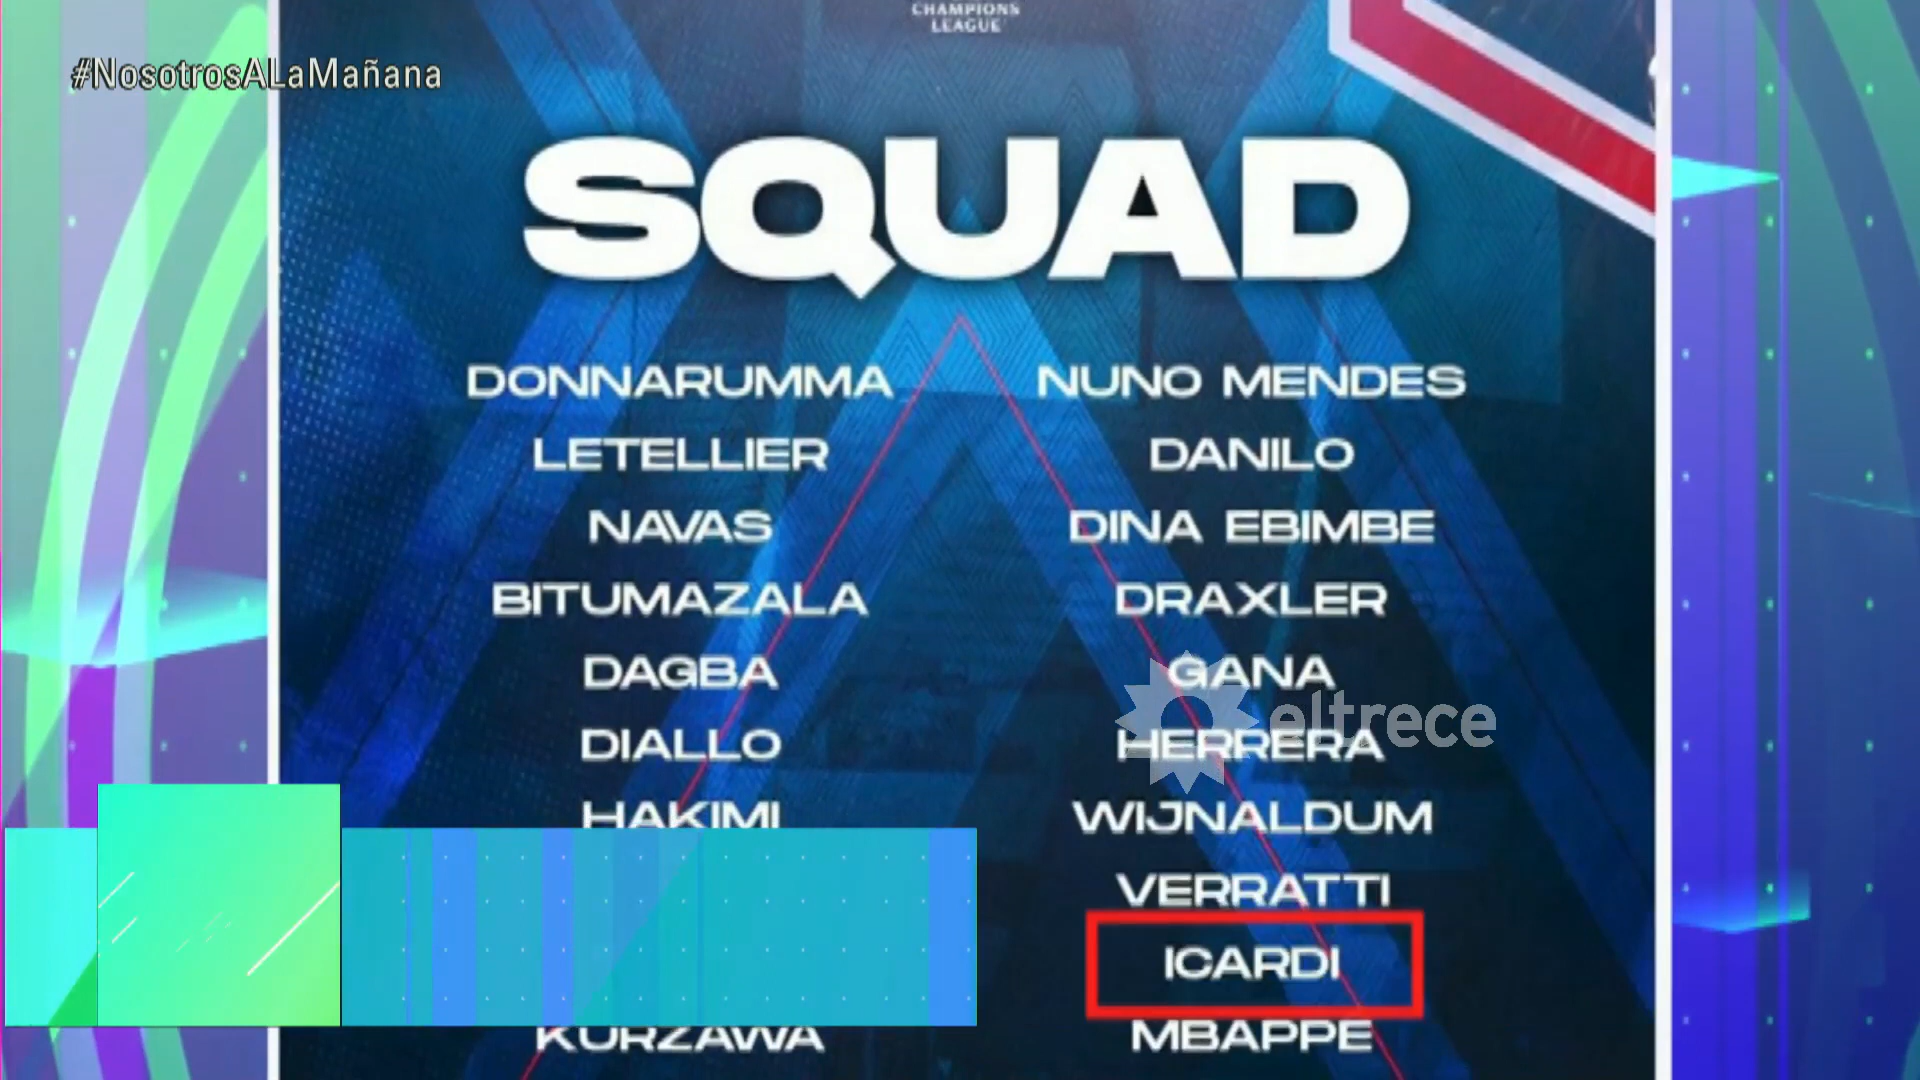 CHAMPIONS
LEAGUE
#NosotrosALaMañana
SQUAD
DONNARUMMA
LETELLIER
NAVAS
BITUMAZALA
DAGBA
DIALLO
HAKIMI
KURZAWA
NUNO MENDES
DANILO
DINA EBIMBE
DRAXLER
GANA
HERRERA
WIJNALDUM
VERRATTI
ICARDI
MBAPPE
eltrece